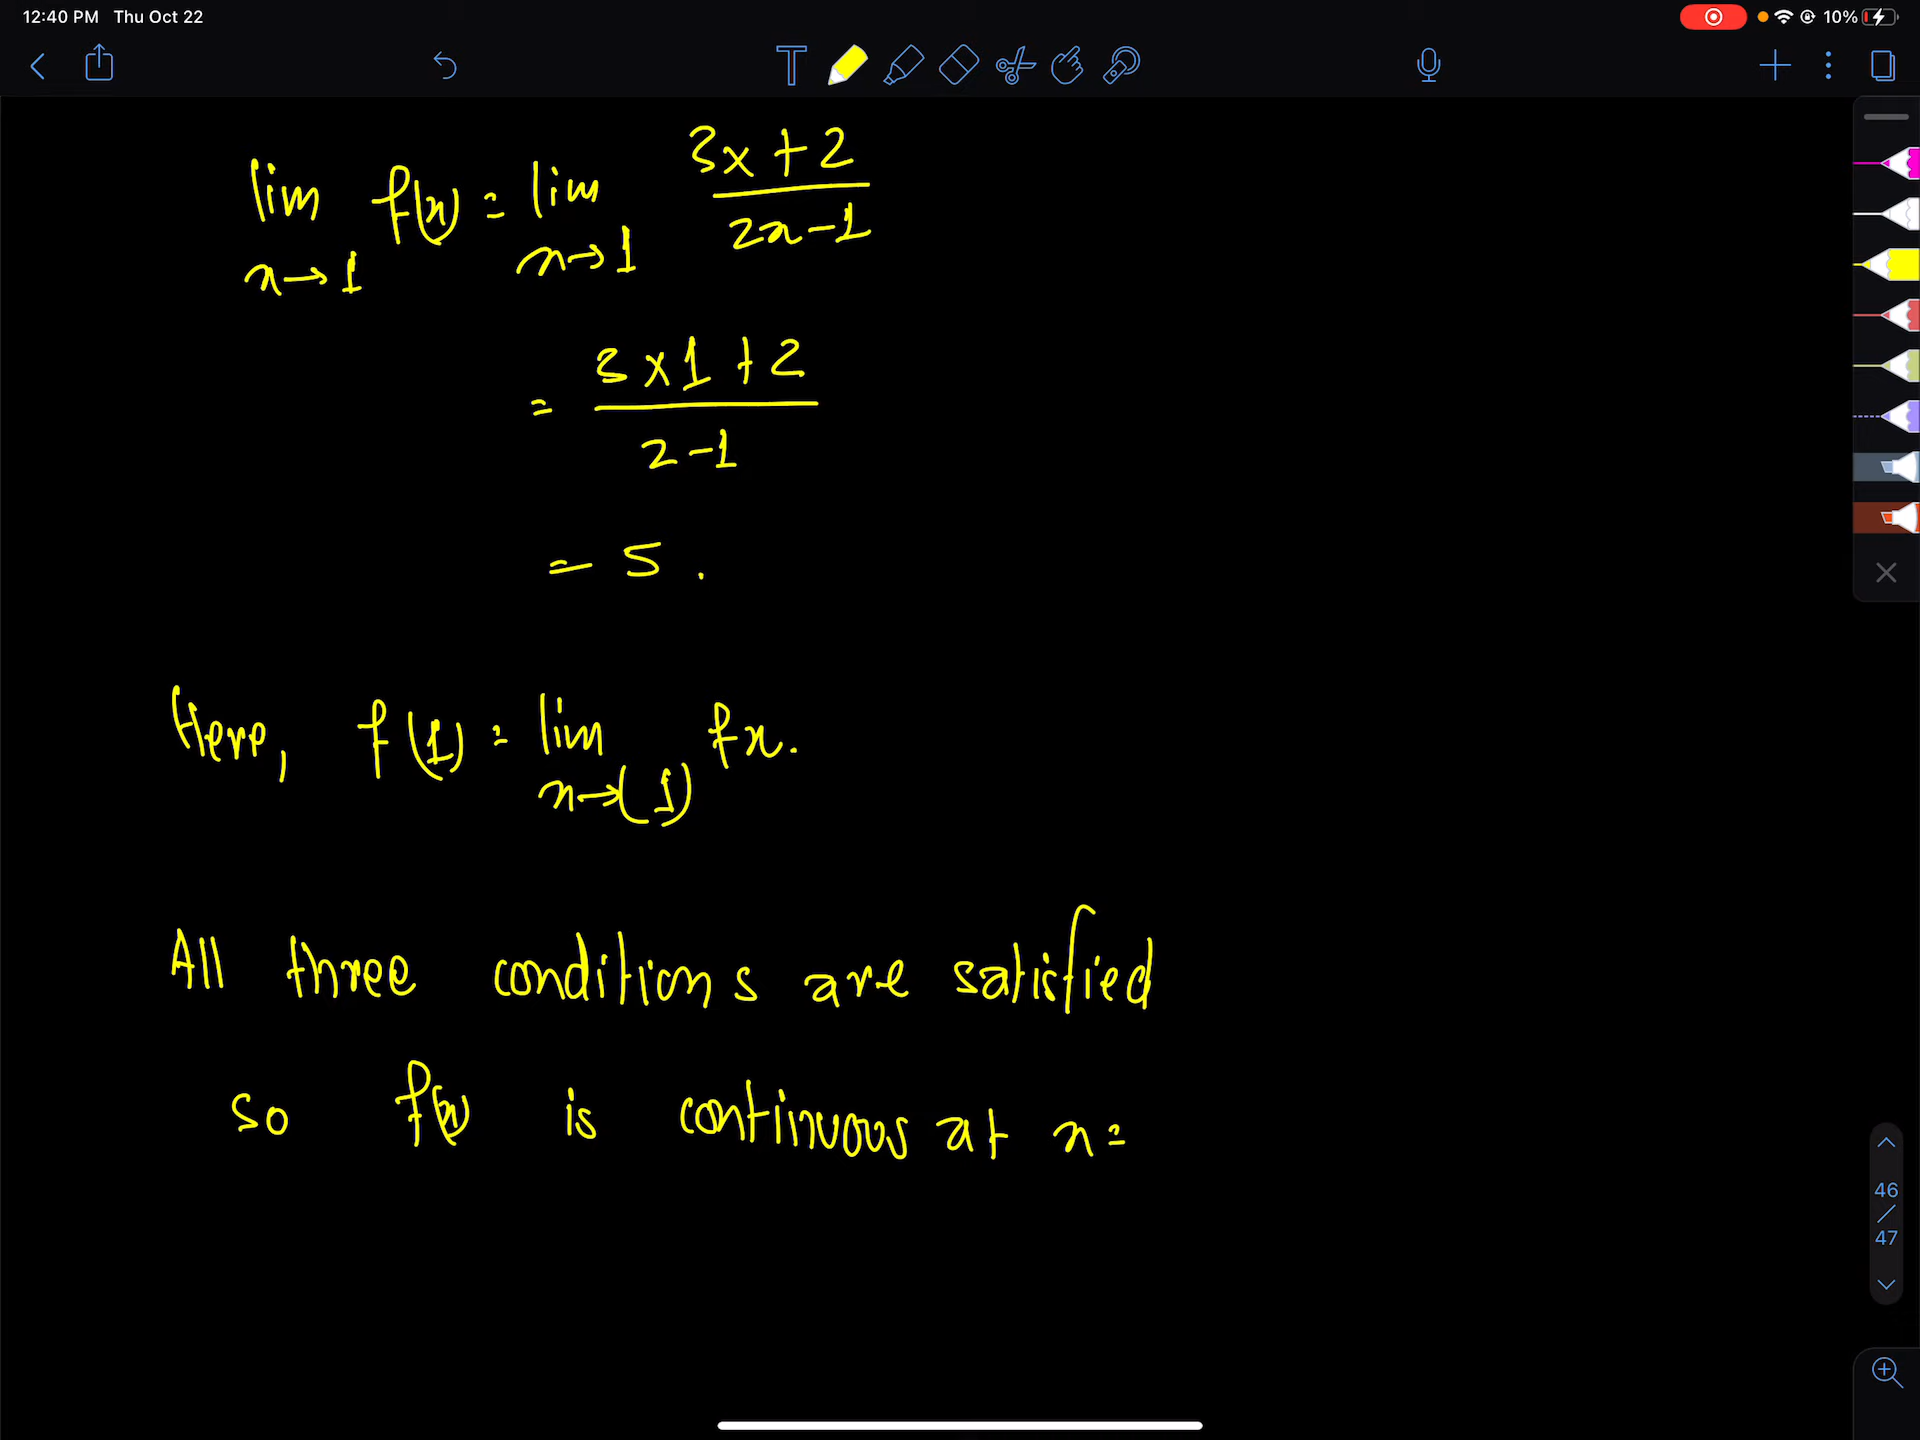 12:40 PM Thu Oct 22 10%
T
lim x→1 f(x) = lim x→1 3x + 2 / 2x - 1
= 3 x 1 + 2 / 2 - 1
= 5 .
Here, f(1) = lim x→(1) fx.
All three conditions are satisfied
so f(x) is continuous at x =
46
/
47